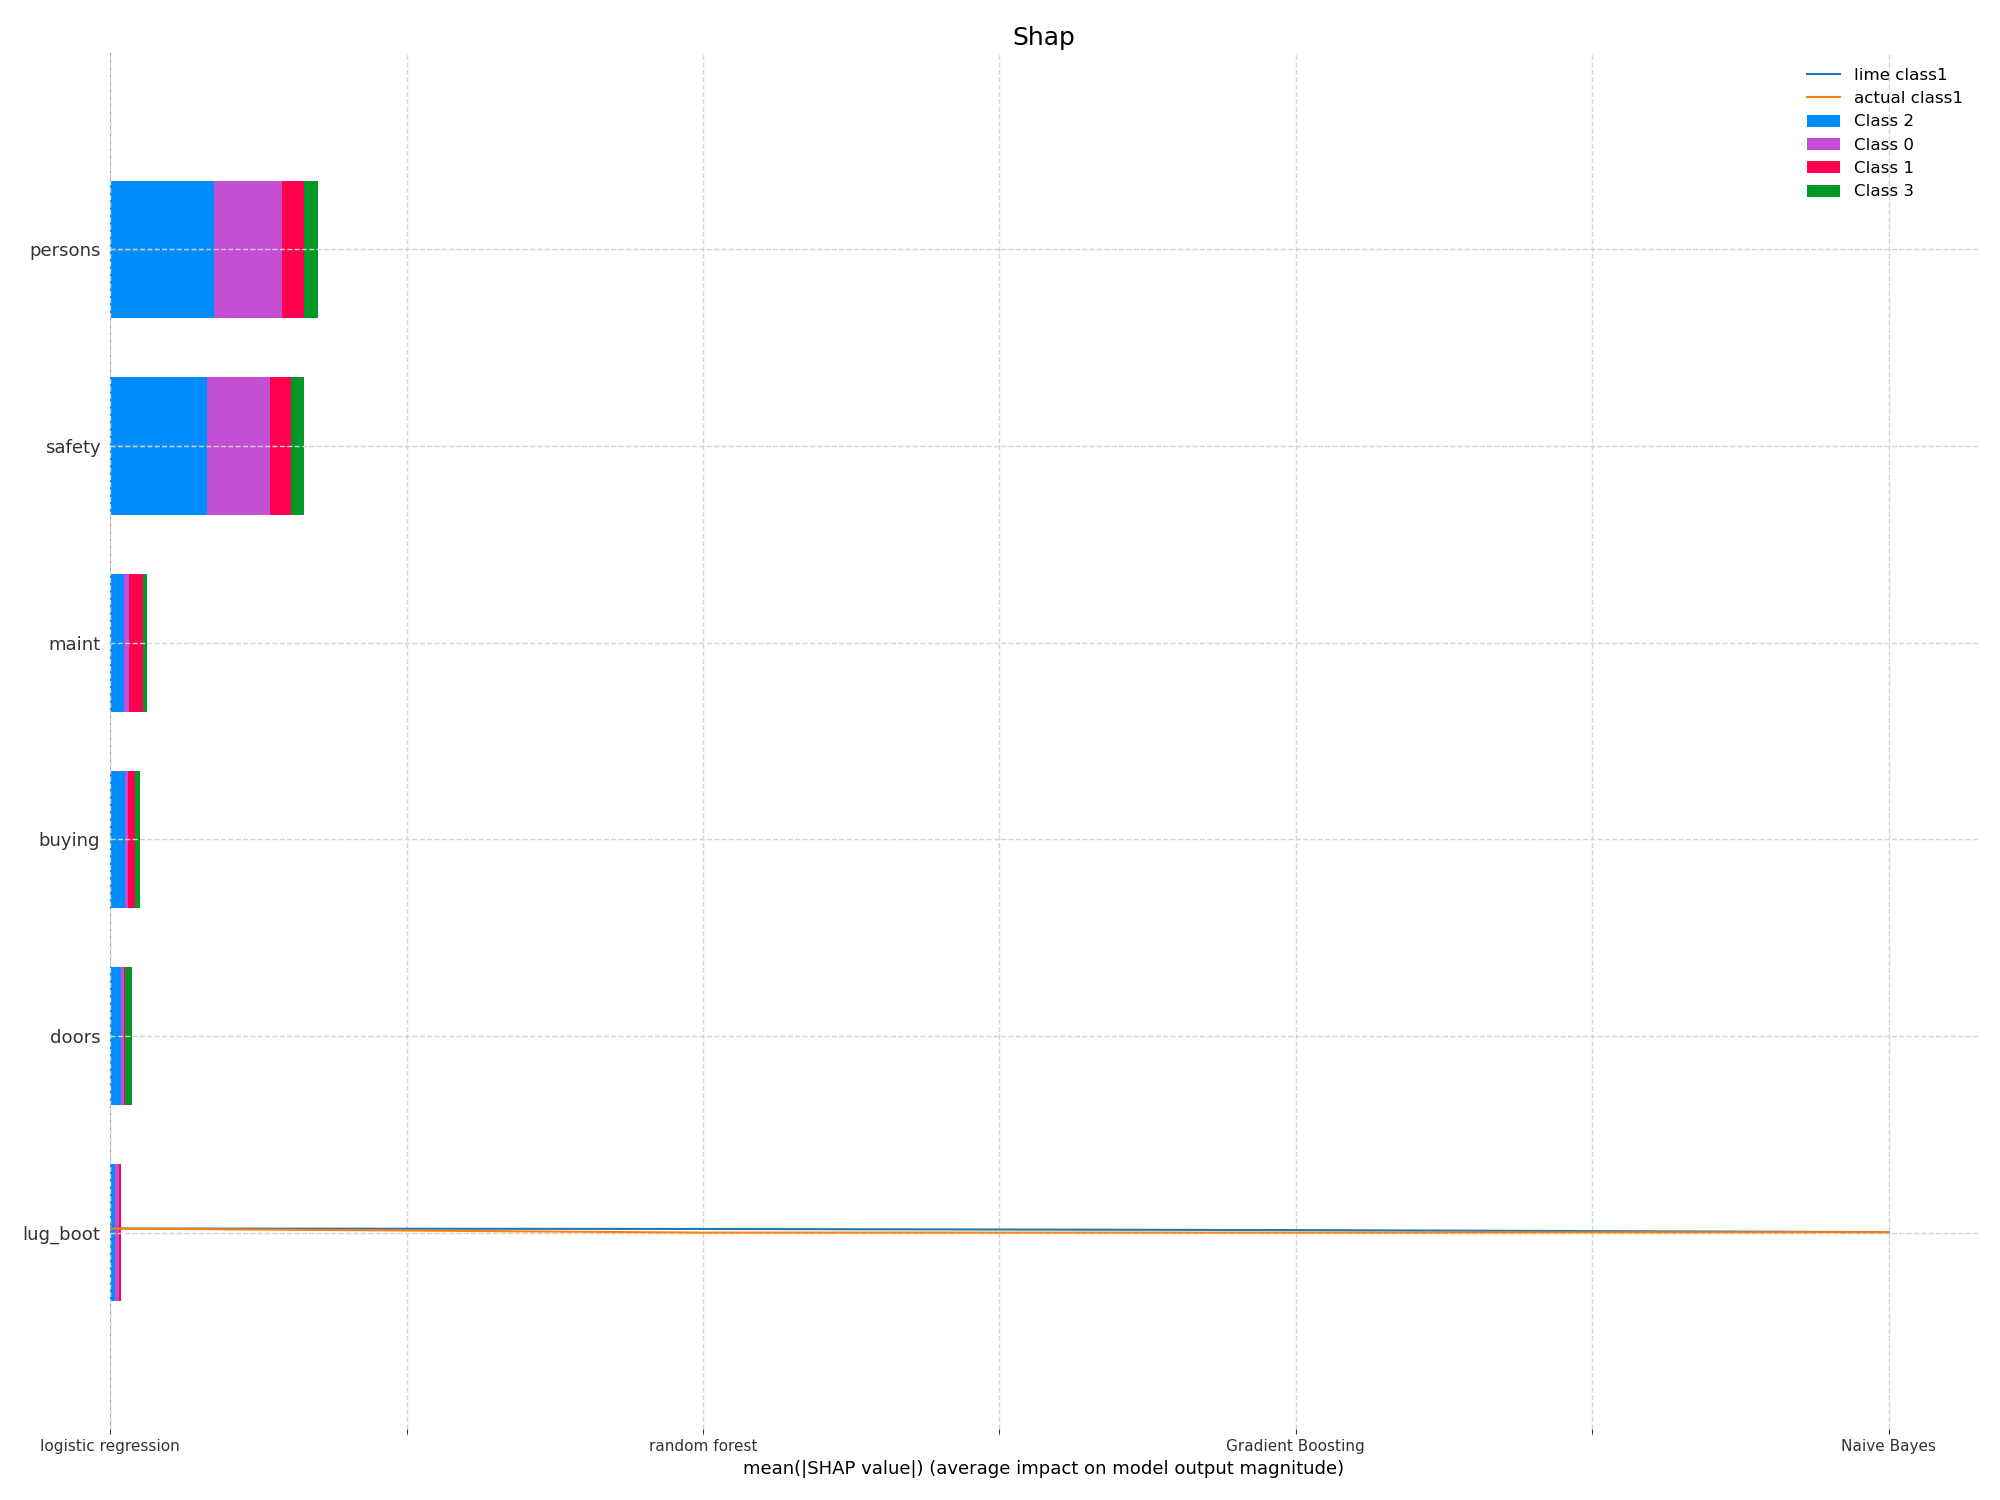 Shap
lime class1
actual class1
Class 2
Class 0
Class 1
Class 3
persons
safety
maint
buying
doors
lug_boot
logistic regression
random forest
Gradient Boosting
Naive Bayes
mean(|SHAP value|) (average impact on model output magnitude)